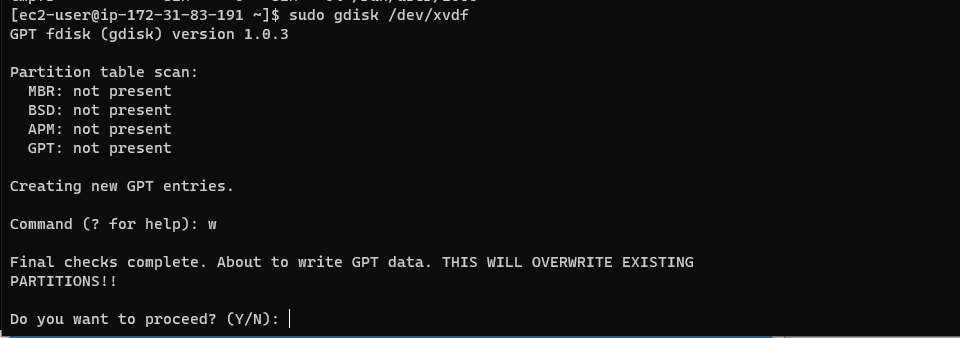 [ec2-user@ip-172-31-83-191 ~]$ sudo gdisk /dev/xvdf
GPT fdisk (gdisk) version 1.0.3
Partition table scan:
MBR: not present
BSD: not present
APM: not present
GPT: not present
Creating new GPT entries.
Command (? for help): w
Final checks complete. About to write GPT data. THIS WILL OVERWRITE EXISTING
PARTITIONS!!
Do you want to proceed? (Y/N):